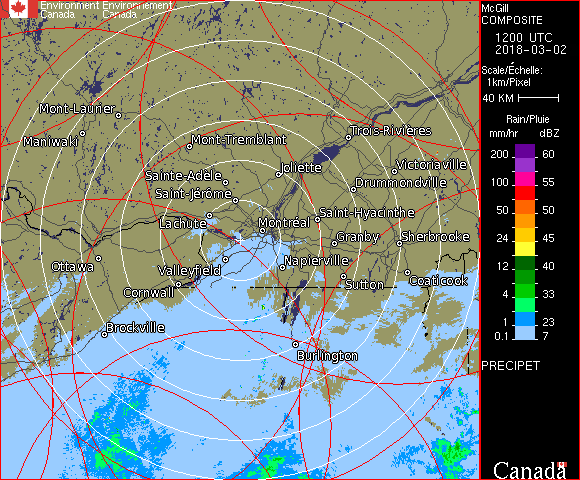 Environment Environnement
Canada Canada
McGill
COMPOSITE
1200 UTC
2018-03-02
Scale/Échelle:
1km/Pixel
40 KM
Rain/Pluie
mm/hr dBZ
200 60
100 55
50 50
24 45
12 40
4 33
1 23
0.1 7
PRECIPET
Canada
Mont-Laurier
Maniwaki
Mont-Tremblant
Trois-Rivières
Sainte-Adèle
Joliette
Victoriaville
Saint-Jérôme
Drummondville
Lachute
Montréal
Saint-Hyacinthe
Ottawa
Granby
Sherbrooke
Valleyfield
Napierville
Cornwall
Sutton
Coaticook
Brockville
Burlington